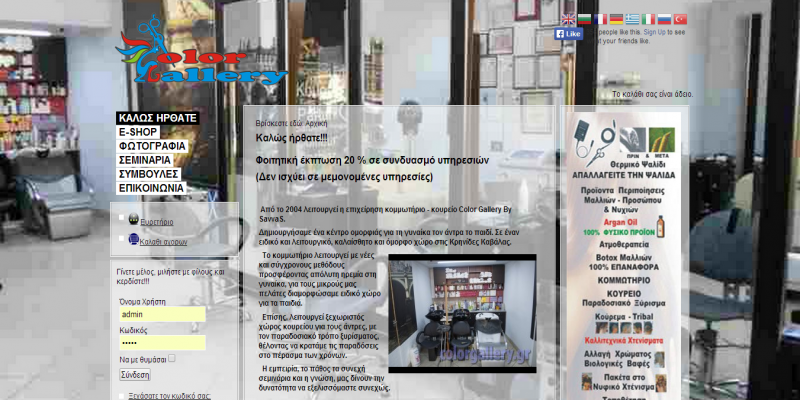 Color
Gallery
Like
people like this. Sign Up to see
t your friends like.
Το καλάθι σας είναι άδειο.
ΚΑΛΩΣ ΗΡΘΑΤΕ
E-SHOP
ΦΩΤΟΓΡΑΦΙΑ
ΣΕΜΙΝΑΡΙΑ
ΣΥΜΒΟΥΛΕΣ
ΕΠΙΚΟΙΝΩΝΙΑ
Ευρετήριο
Καλάθι αγορών
Γίνετε μέλος, μιλήστε με φίλους και
κερδίστε!!!
Όνομα Χρήστη
admin
Κωδικός
•••••
Να με θυμάσαι
Σύνδεση
Ξεχάσατε τον κωδικό σας;
Βρίσκεστε εδώ: Αρχική
Καλώς ήρθατε!!!
Φοιτητική έκπτωση 20 % σε συνδυασμό υπηρεσιών
(Δεν ισχύει σε μεμονομένες υπηρεσίες)
Από το 2004 λειτουργεί η επιχείρηση κομμωτήριο - κουρείο Color Gallery By
SavvaS.
Δημιουργήσαμε ένα κέντρο ομορφιάς για τη γυναίκα τον άντρα το παιδί. Σε έναν
ειδικό και λειτουργικό, καλαίσθητο και όμορφο χώρο στις Κρηνίδες Καβάλας.
Το κομμωτήριο λειτουργεί με νέες
και σύγχρονους μεθόδους
προσφέροντας απόλυτη ηρεμία στη
γυναίκα, για τους μικρούς μας
πελάτες διαμορφώσαμε ειδικό χώρο
για τα παιδιά.
Επίσης, λειτουργεί ξεχωριστός
χώρος κουρείου για τους άντρες, με
τον παραδοσιακό τρόπο ξυρίσματος,
θέλοντας να κρατάμε τις παραδόσεις
στο πέρασμα των χρόνων.
Η εμπειρία, το πάθος τα συνεχή
σεμινάρια και η γνώση, μας δίνουν την
δυνατότητα να εξελισσόμαστε συνεχώς.
colorgallery.gr
ΠΡΙΝ & ΜΕΤΑ
Θερμικό Ψαλίδι
ΑΠΑΛΛΑΓΕΙΤΕ ΤΗΝ ΨΑΛΙΔΑ
Προϊόντα Περιποίησης
Μαλλιών - Προσώπου
& Νυχιών
Argan Oil
100% ΦΥΣΙΚΟ ΠΡΟΪΟΝ
Ατμοθεραπεία
Botox Μαλλιών
100% ΕΠΑΝΑΦΟΡΑ
ΚΟΜΜΩΤΗΡΙΟ
ΚΟΥΡΕΙΟ
Παραδοσιακό Ξύρισμα
Κούρεμα - Tribal
Καλλιτεχνικά Χτενίσματα
Αλλαγή Χρώματος
Βιολογικές Βαφές
Πακέτα στο
Νυφικό Χτένισμα